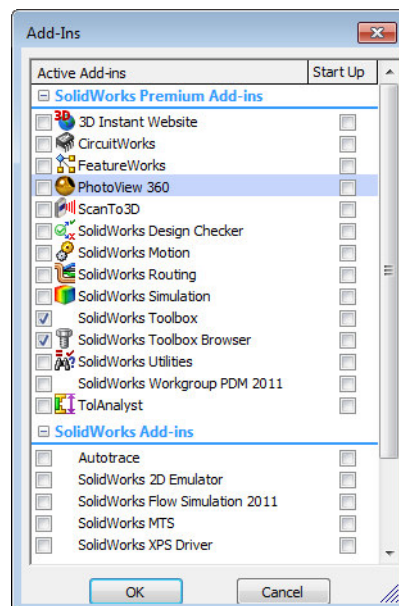 Add-Ins
Active Add-ins Start Up
SolidWorks Premium Add-ins
3D Instant Website
CircuitWorks
FeatureWorks
PhotoView 360
ScanTo3D
SolidWorks Design Checker
SolidWorks Motion
SolidWorks Routing
SolidWorks Simulation
SolidWorks Toolbox
SolidWorks Toolbox Browser
SolidWorks Utilities
SolidWorks Workgroup PDM 2011
TolAnalyst
SolidWorks Add-ins
Autotrace
SolidWorks 2D Emulator
SolidWorks Flow Simulation 2011
SolidWorks MTS
SolidWorks XPS Driver
OK Cancel